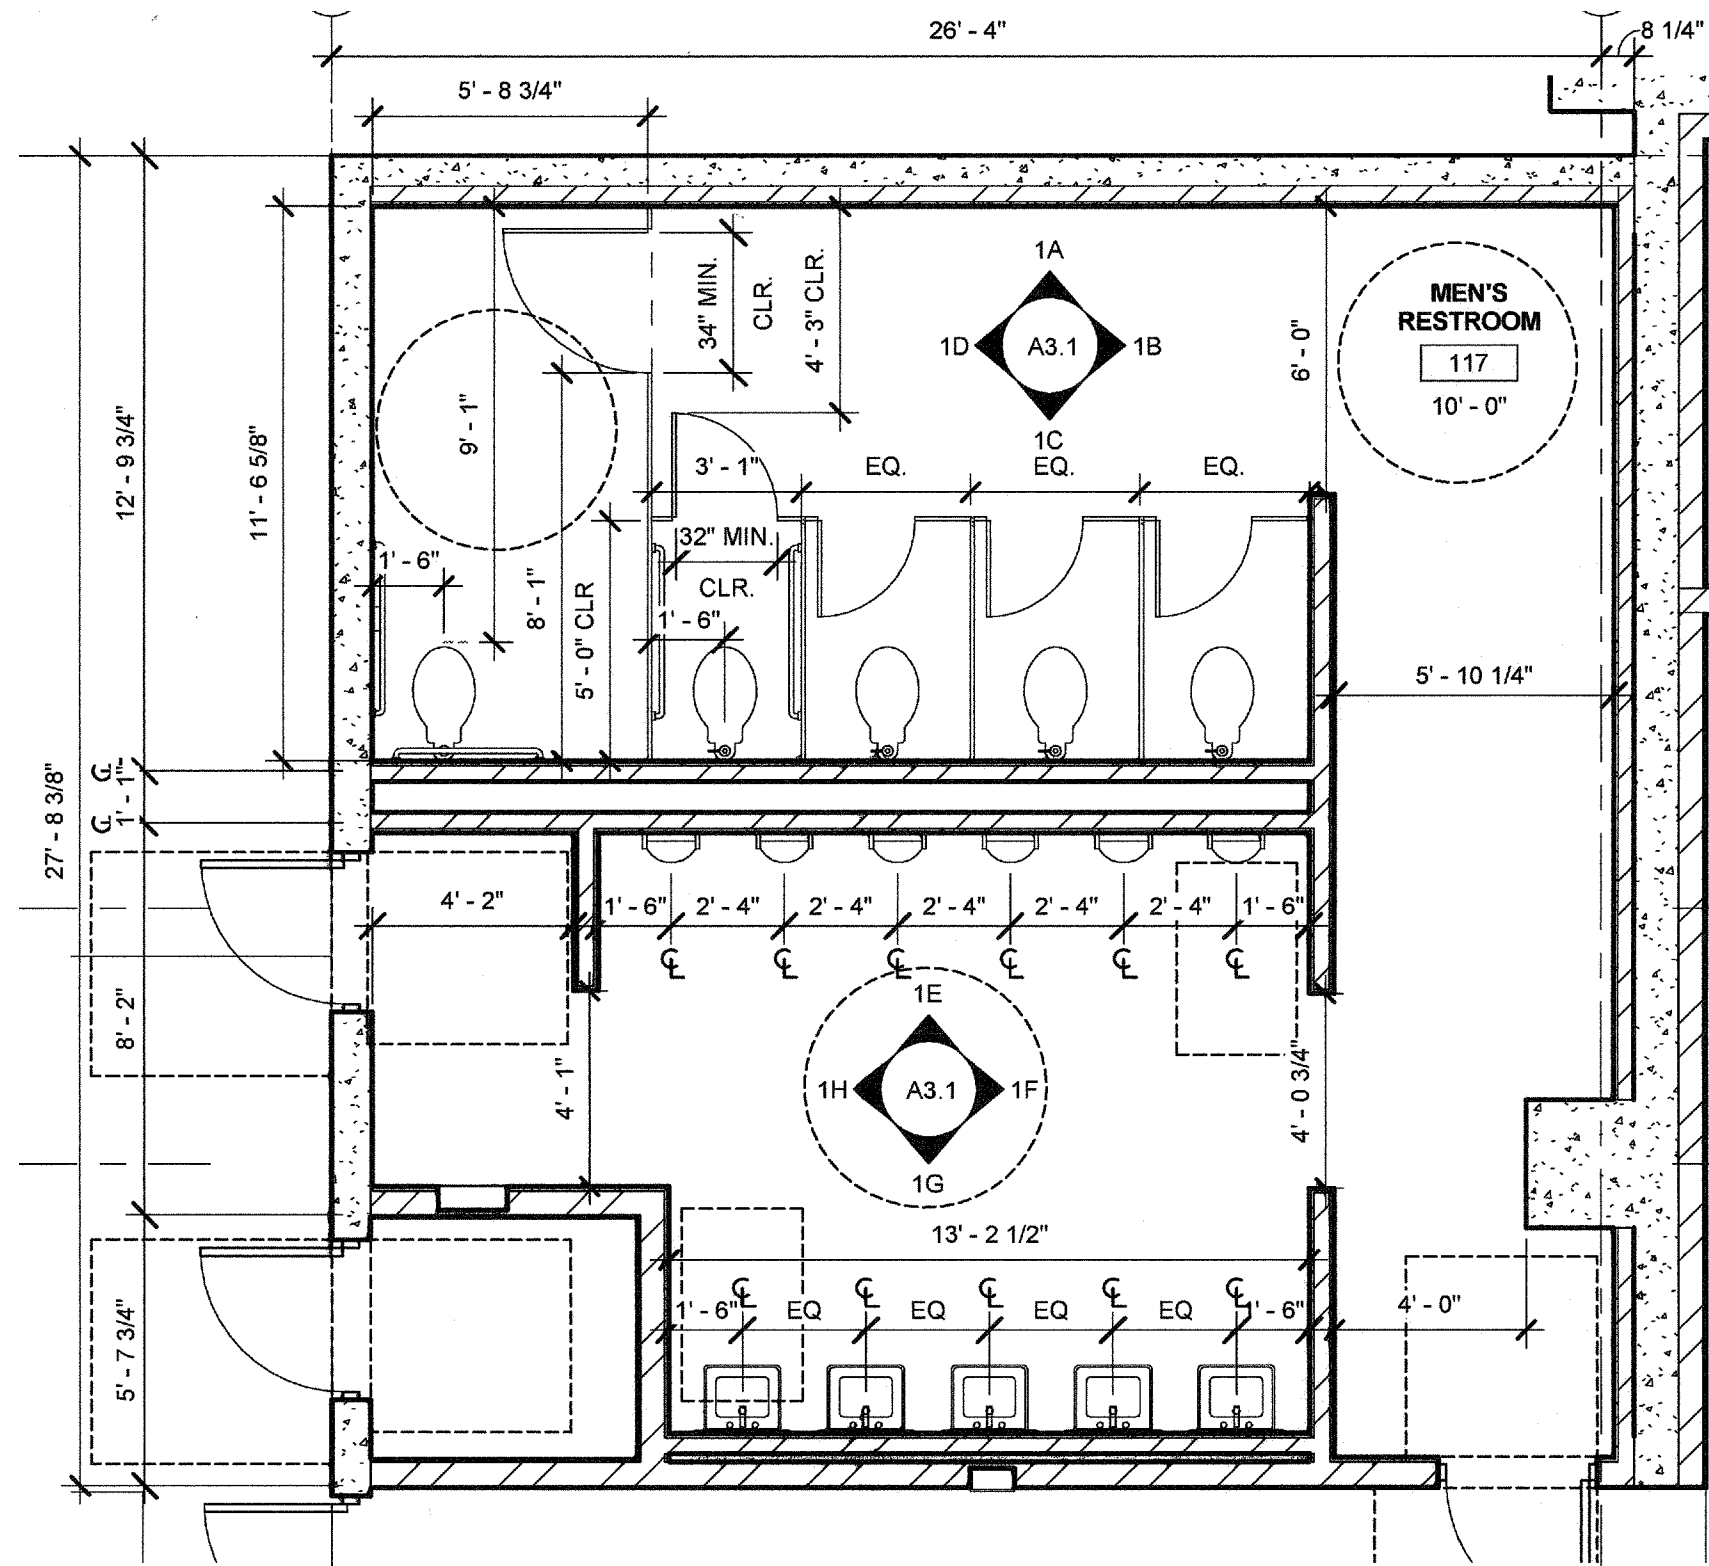 26' - 4"
8 1/4"
5' - 8 3/4"
1A
MEN'S
RESTROOM
34" MIN.
CLR.
4' - 3" CLR.
1D
A3.1
1B
6' - 0"
117
10' - 0"
12' - 9 3/4"
11' - 6 5/8"
9' - 1"
1C
3' - 1"
EQ.
EQ.
EQ.
32" MIN.
CLR.
1' - 6"
8' - 1"
5' - 0" CLR
1' - 6"
5' - 10 1/4"
27' - 8 3/8"
℄
1' - 1"
℄
4' - 2"
1' - 6"
2' - 4"
2' - 4"
2' - 4"
2' - 4"
2' - 4"
1' - 6"
℄
℄
℄
℄
℄
℄
1E
8' - 2"
4' - 1"
1H
A3.1
1F
4' - 0 3/4"
1G
13' - 2 1/2"
℄
℄
℄
℄
℄
1' - 6"
EQ
EQ
EQ
EQ
1' - 6"
4' - 0"
5' - 7 3/4"